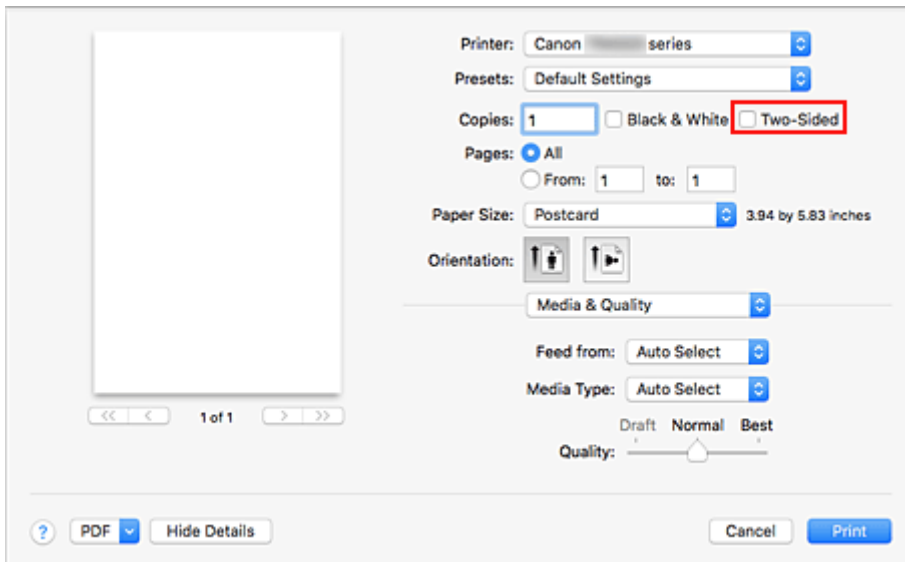 Printer: Canon series
Presets: Default Settings
Copies: 1 Black & White Two-Sided
Pages: All
From: 1 to: 1
Paper Size: Postcard 3.94 by 5.83 inches
Orientation:
Media & Quality
Feed from: Auto Select
Media Type: Auto Select
Draft Normal Best
Quality:
1 of 1
? PDF Hide Details Cancel Print